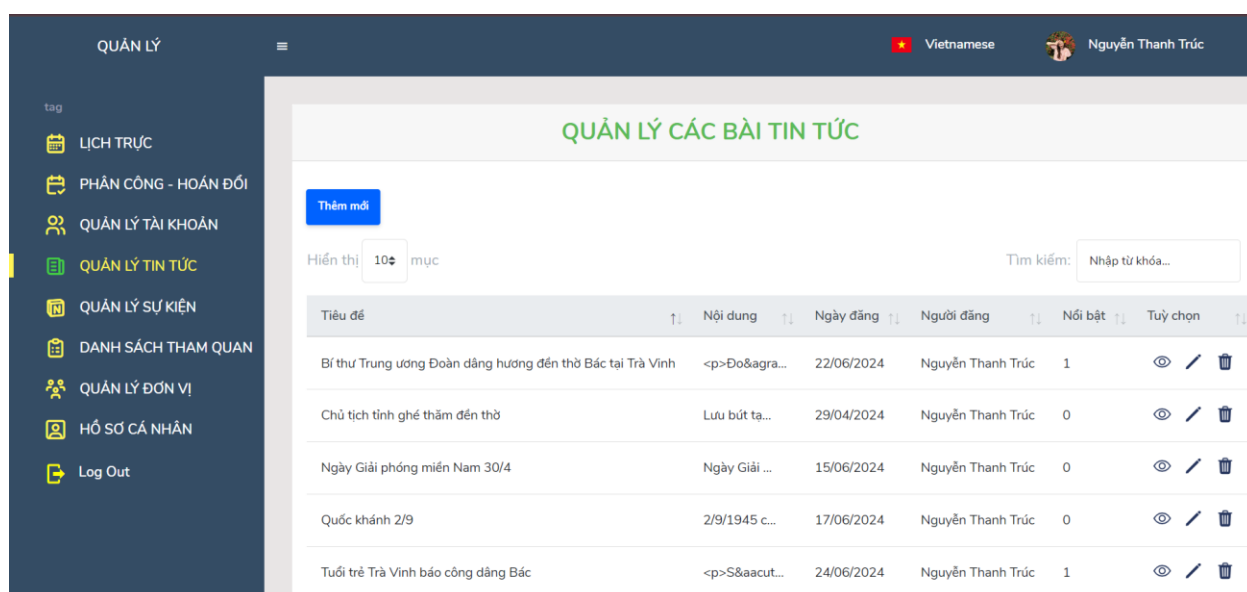 QUẢN LÝ
Vietnamese Nguyễn Thanh Trúc
tag
LỊCH TRỰC
PHÂN CÔNG - HOÁN ĐỔI
QUẢN LÝ TÀI KHOẢN
QUẢN LÝ TIN TỨC
QUẢN LÝ SỰ KIỆN
DANH SÁCH THAM QUAN
QUẢN LÝ ĐƠN VỊ
HỒ SƠ CÁ NHÂN
Log Out
QUẢN LÝ CÁC BÀI TIN TỨC
Thêm mới
Hiển thị 10 mục Tìm kiếm: Nhập từ khóa...
Tiêu đề Nội dung Ngày đăng Người đăng Nổi bật Tuỳ chọn
Bí thư Trung ương Đoàn dâng hương đền thờ Bác tại Trà Vinh <p>Đo&agra... 22/06/2024 Nguyễn Thanh Trúc 1
Chủ tịch tỉnh ghé thăm đền thờ Lưu bút tạ... 29/04/2024 Nguyễn Thanh Trúc 0
Ngày Giải phóng miền Nam 30/4 Ngày Giải ... 15/06/2024 Nguyễn Thanh Trúc 0
Quốc khánh 2/9 2/9/1945 c... 17/06/2024 Nguyễn Thanh Trúc 0
Tuổi trẻ Trà Vinh báo công dâng Bác <p>S&aacut... 24/06/2024 Nguyễn Thanh Trúc 1